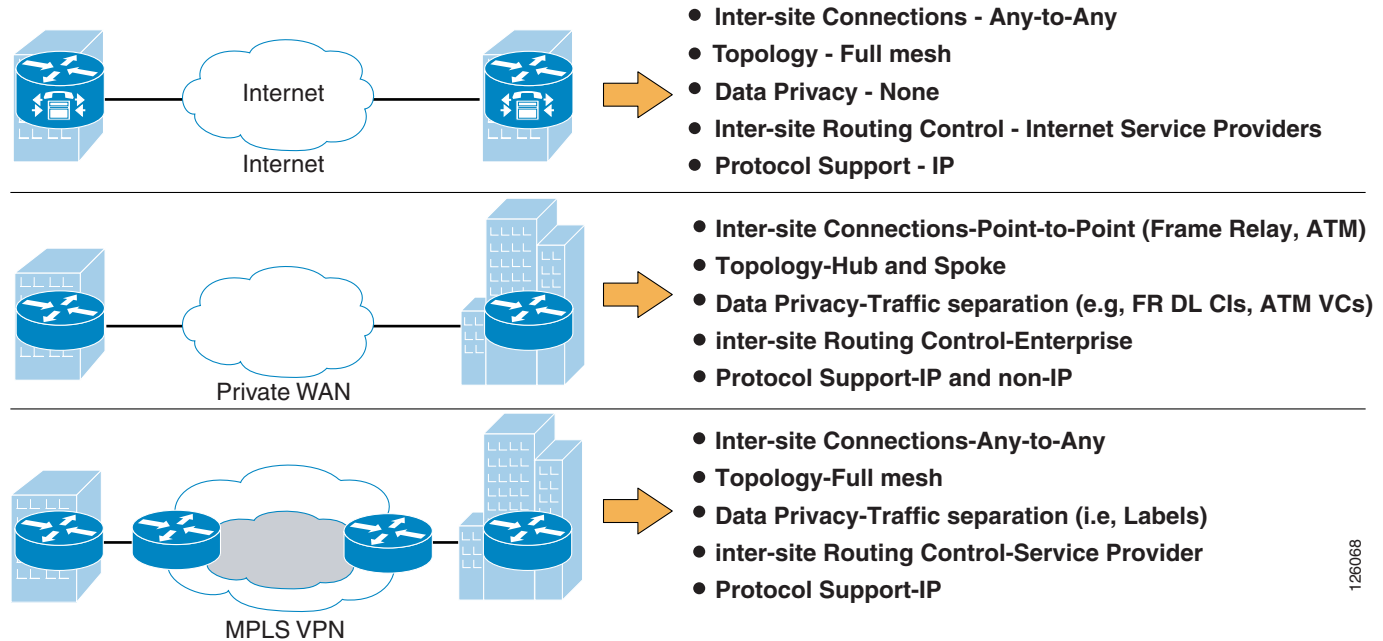 Internet
Internet
• Inter-site Connections - Any-to-Any
• Topology - Full mesh
• Data Privacy - None
• Inter-site Routing Control - Internet Service Providers
• Protocol Support - IP
Private WAN
• Inter-site Connections-Point-to-Point (Frame Relay, ATM)
• Topology-Hub and Spoke
• Data Privacy-Traffic separation (e.g, FR DL CIs, ATM VCs)
• inter-site Routing Control-Enterprise
• Protocol Support-IP and non-IP
MPLS VPN
• Inter-site Connections-Any-to-Any
• Topology-Full mesh
• Data Privacy-Traffic separation (i.e, Labels)
• inter-site Routing Control-Service Provider
• Protocol Support-IP
126068